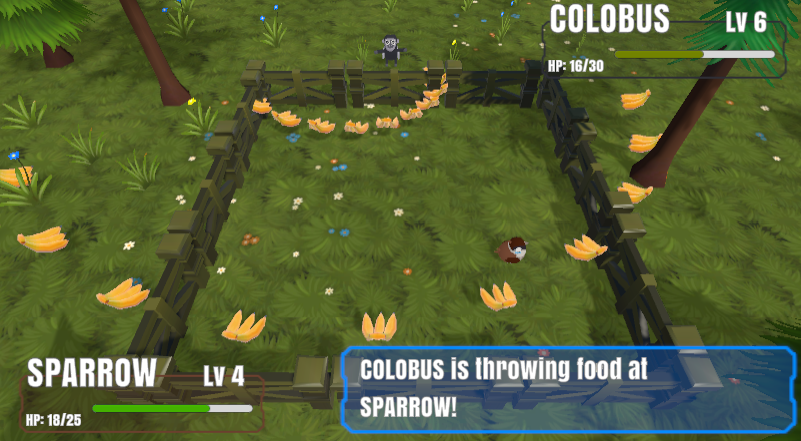 COLOBUS Lv 6
HP: 16/30
SPARROW Lv 4
HP: 18/25
COLOBUS is throwing food at
SPARROW!